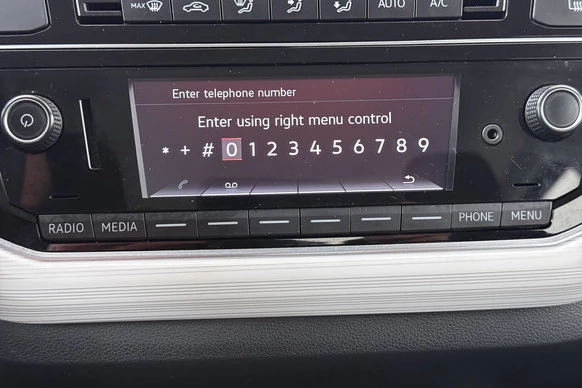 MAX
AUTO A/C
Enter telephone number
Enter using right menu control
* + # 0 1 2 3 4 5 6 7 8 9
RADIO MEDIA PHONE MENU